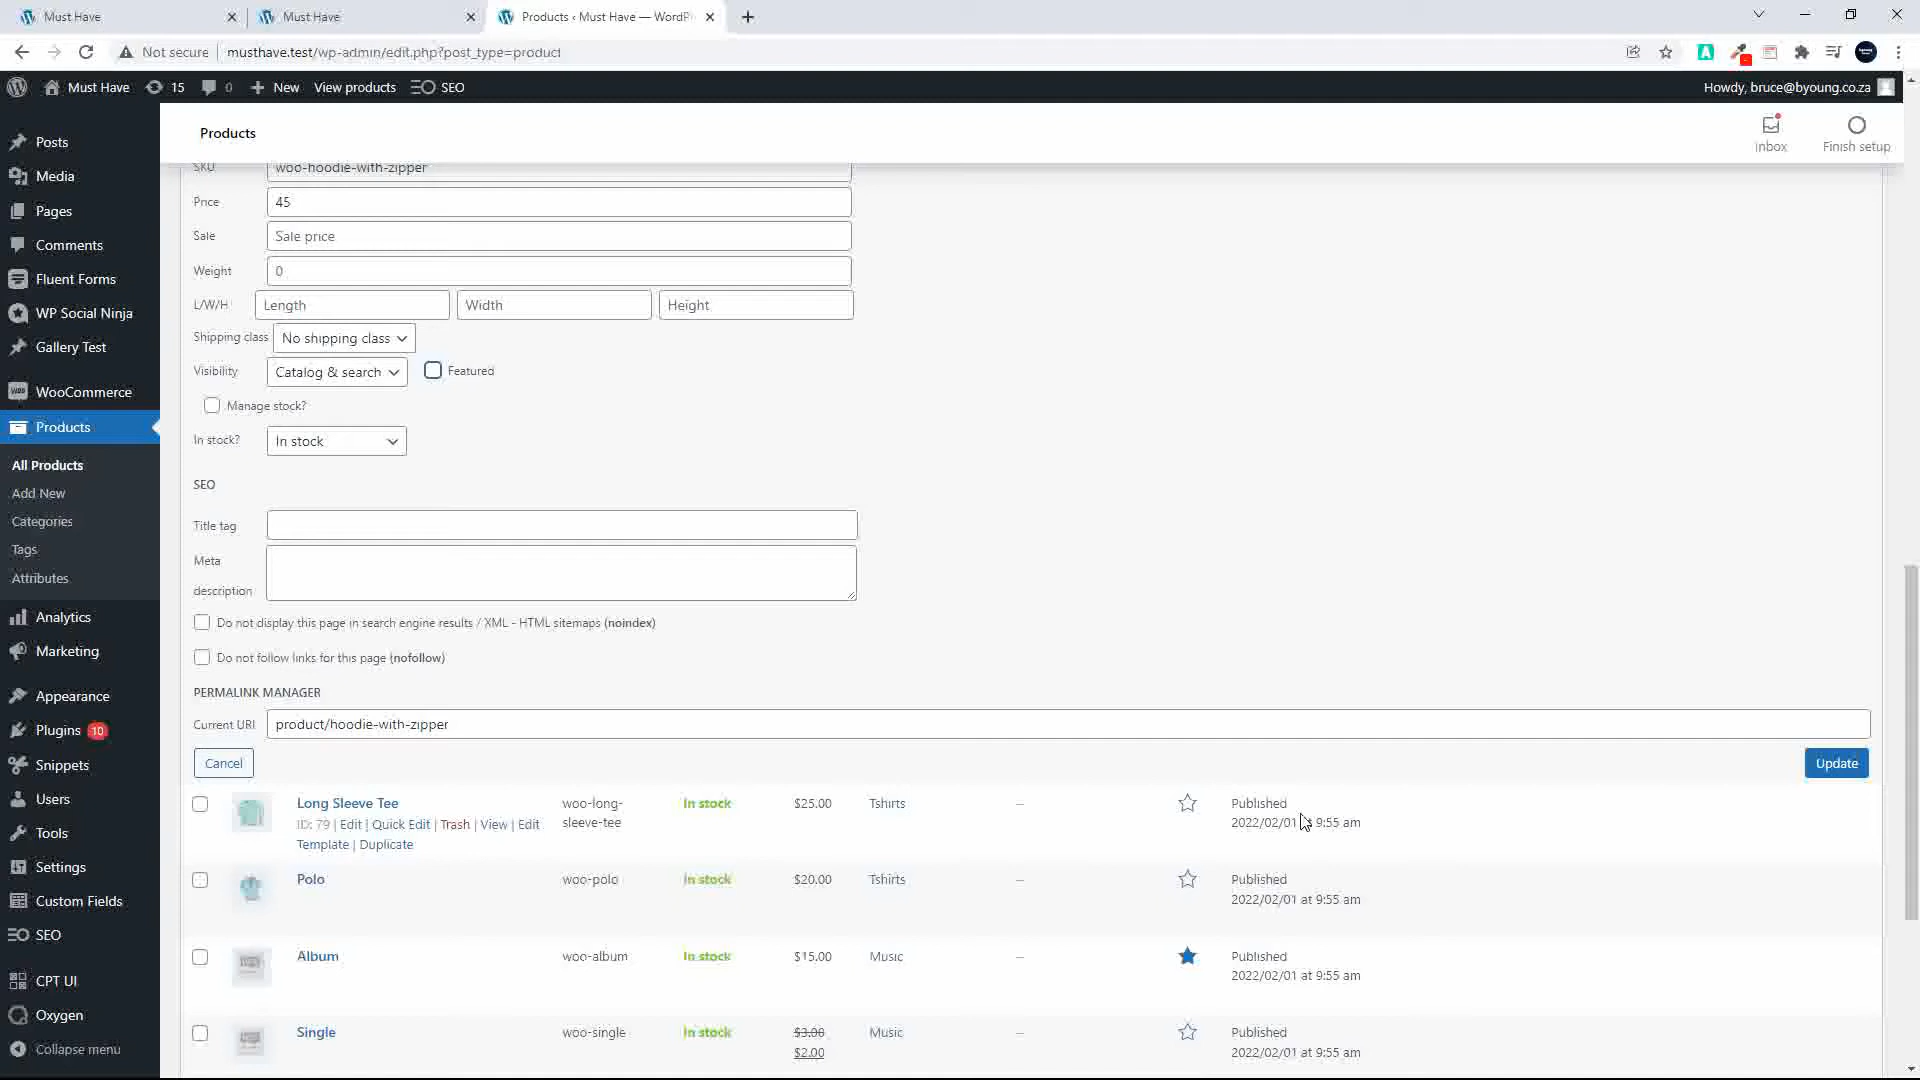 Must Have
Must Have
Products ‹ Must Have — WordPr
Not secure
musthave.test/wp-admin/edit.php?post_type=product
Must Have
15
0
New
View products
SEO
Howdy, bruce@byoung.co.za
Posts
Media
Pages
Comments
Fluent Forms
WP Social Ninja
Gallery Test
WooCommerce
Products
All Products
Add New
Categories
Tags
Attributes
Analytics
Marketing
Appearance
Plugins 10
Snippets
Users
Tools
Settings
Custom Fields
SEO
CPT UI
Oxygen
Collapse menu
Products
Inbox
Finish setup
SKU woo-hoodie-with-zipper
Price 45
Sale Sale price
Weight 0
L/W/H Length Width Height
Shipping class No shipping class
Visibility Catalog & search Featured
Manage stock?
In stock? In stock
SEO
Title tag
Meta
description
Do not display this page in search engine results / XML - HTML sitemaps (noindex)
Do not follow links for this page (nofollow)
PERMALINK MANAGER
Current URI product/hoodie-with-zipper
Cancel
Update
Long Sleeve Tee
ID: 79 | Edit | Quick Edit | Trash | View | Edit
Template | Duplicate
woo-long-
sleeve-tee
In stock
$25.00
Tshirts
–
Published
2022/02/01 at 9:55 am
Polo
woo-polo
In stock
$20.00
Tshirts
–
Published
2022/02/01 at 9:55 am
Album
woo-album
In stock
$15.00
Music
–
Published
2022/02/01 at 9:55 am
Single
woo-single
In stock
$3.00
$2.00
Music
–
Published
2022/02/01 at 9:55 am